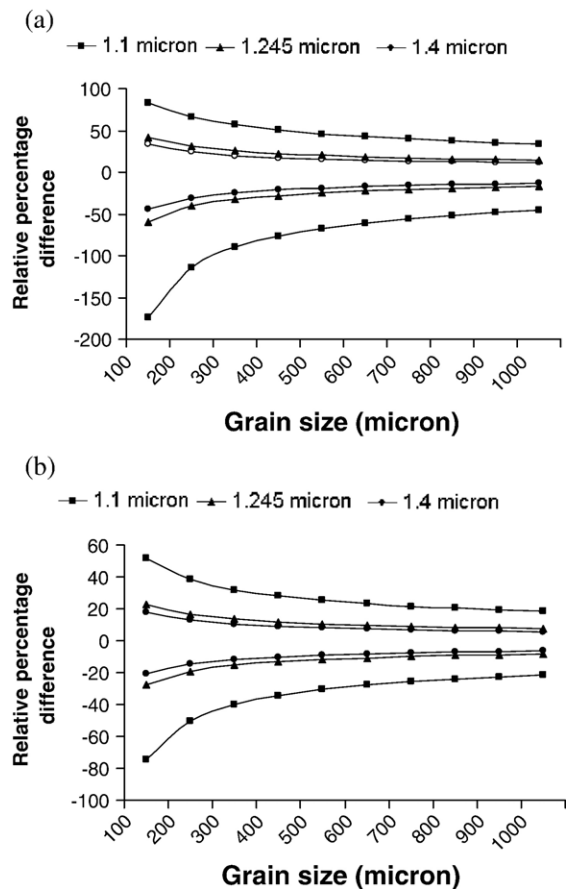 (a)
1.1 micron 1.245 micron 1.4 micron
100
50
0
-50
-100
-150
-200
Relative percentage
difference
100 200 300 400 500 600 700 800 900 1000
Grain size (micron)
(b)
1.1 micron 1.245 micron 1.4 micron
60
40
20
0
-20
-40
-60
-80
-100
Relative percentage
difference
100 200 300 400 500 600 700 800 900 1000
Grain size (micron)